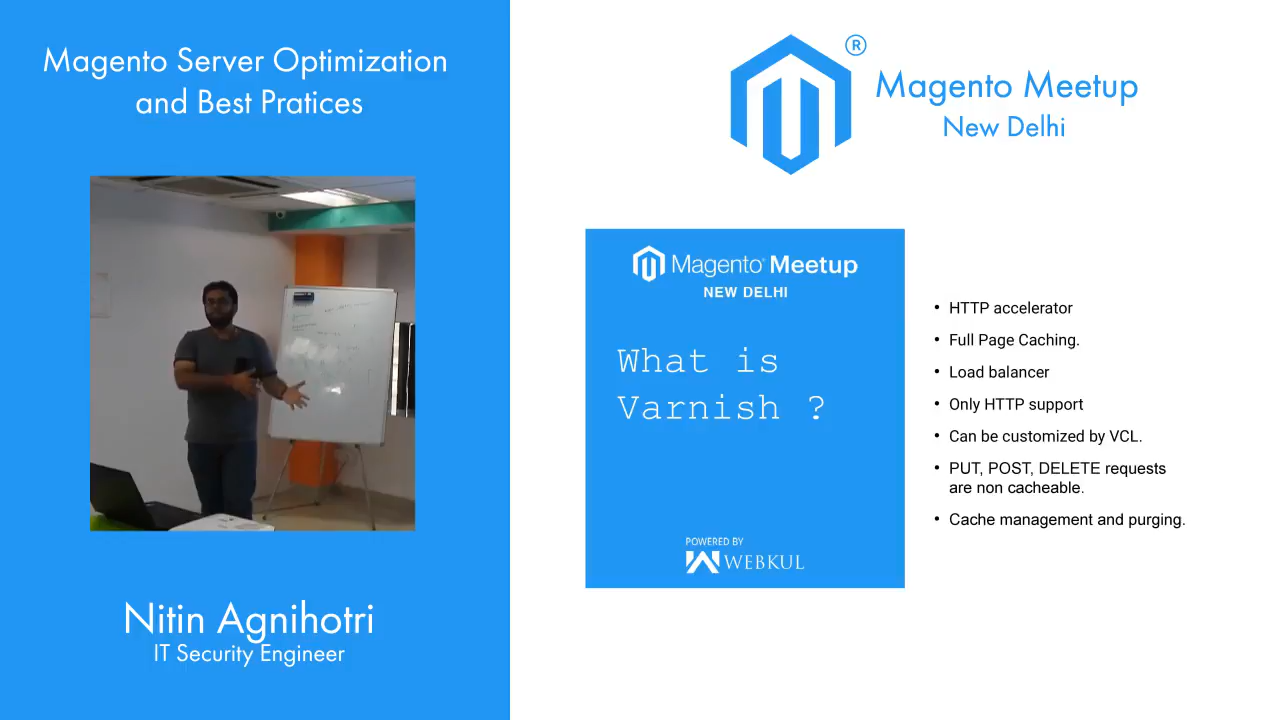 Magento Server Optimization
and Best Pratices
Nitin Agnihotri
IT Security Engineer
®
Magento Meetup
New Delhi
Magento® Meetup
NEW DELHI
What is
Varnish ?
POWERED BY
WEBKUL
• HTTP accelerator
• Full Page Caching.
• Load balancer
• Only HTTP support
• Can be customized by VCL.
• PUT, POST, DELETE requests
are non cacheable.
• Cache management and purging.